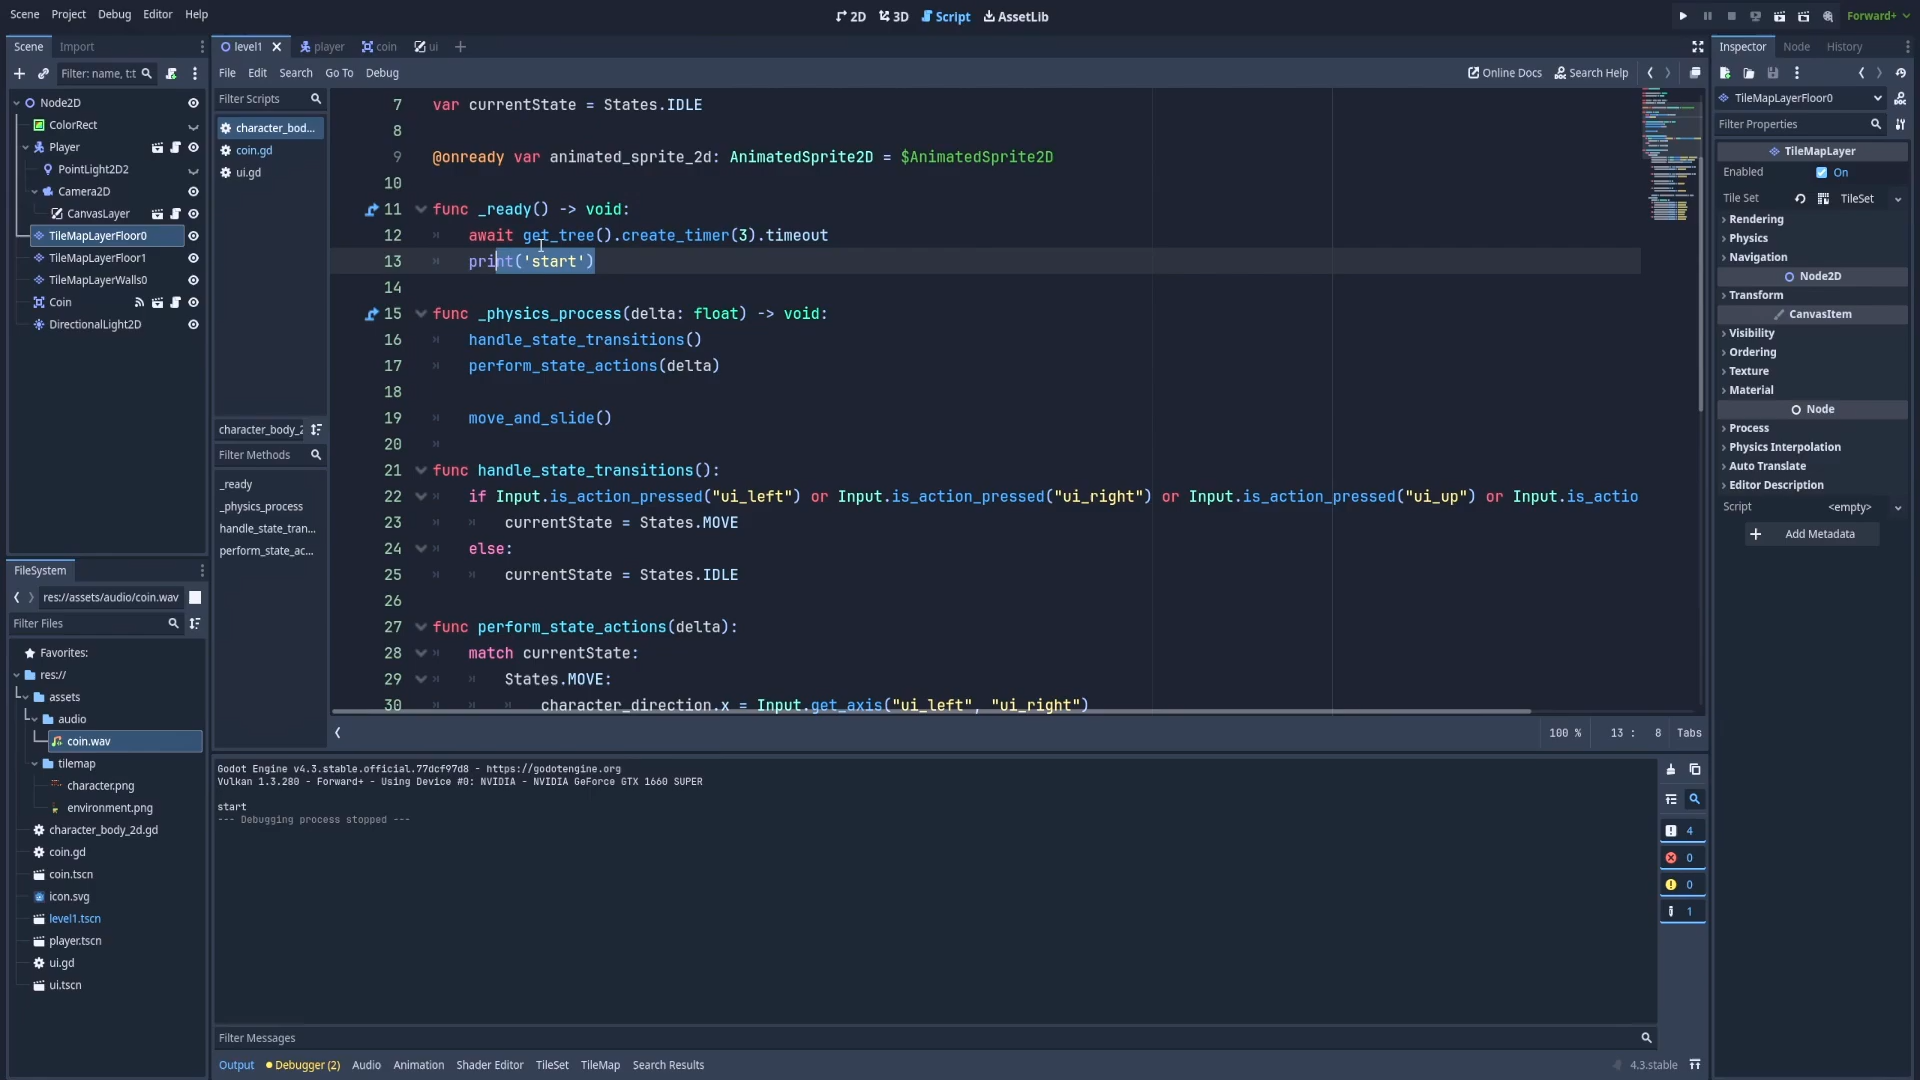 Scene Project Debug Editor Help
2D 3D Script AssetLib
Forward+
Scene Import
Filter: name, t:t
Node2D
ColorRect
Player
PointLight2D2
Camera2D
CanvasLayer
TileMapLayerFloor0
TileMapLayerFloor1
TileMapLayerWalls0
Coin
DirectionalLight2D
FileSystem
res://assets/audio/coin.wav
Filter Files
Favorites:
res://
assets
audio
coin.wav
tilemap
character.png
environment.png
character_body_2d.gd
coin.gd
coin.tscn
icon.svg
level1.tscn
player.tscn
ui.gd
ui.tscn
level1 player coin ui
File Edit Search Go To Debug
Online Docs Search Help
Filter Scripts
character_bod...
coin.gd
ui.gd
character_body_2
Filter Methods
_ready
_physics_process
handle_state_tran...
perform_state_ac...
7 var currentState = States.IDLE
8
9 @onready var animated_sprite_2d: AnimatedSprite2D = $AnimatedSprite2D
10
11 func _ready() -> void:
12 await get_tree().create_timer(3).timeout
13 print('start')
14
15 func _physics_process(delta: float) -> void:
16 handle_state_transitions()
17 perform_state_actions(delta)
18
19 move_and_slide()
20
21 func handle_state_transitions():
22 if Input.is_action_pressed("ui_left") or Input.is_action_pressed("ui_right") or Input.is_action_pressed("ui_up") or Input.is_actio
23 currentState = States.MOVE
24 else:
25 currentState = States.IDLE
26
27 func perform_state_actions(delta):
28 match currentState:
29 States.MOVE:
30 character_direction.x = Input.get_axis("ui_left", "ui_right")
100 % 13 : 8 Tabs
Godot Engine v4.3.stable.official.77dcf97d8 - https://godotengine.org
Vulkan 1.3.280 - Forward+ - Using Device #0: NVIDIA - NVIDIA GeForce GTX 1660 SUPER
start
--- Debugging process stopped ---
4
0
0
1
Filter Messages
Output Debugger (2) Audio Animation Shader Editor TileSet TileMap Search Results
4.3.stable
Inspector Node History
TileMapLayerFloor0
Filter Properties
TileMapLayer
Enabled On
Tile Set TileSet
Rendering
Physics
Navigation
Node2D
Transform
CanvasItem
Visibility
Ordering
Texture
Material
Node
Process
Physics Interpolation
Auto Translate
Editor Description
Script <empty>
Add Metadata